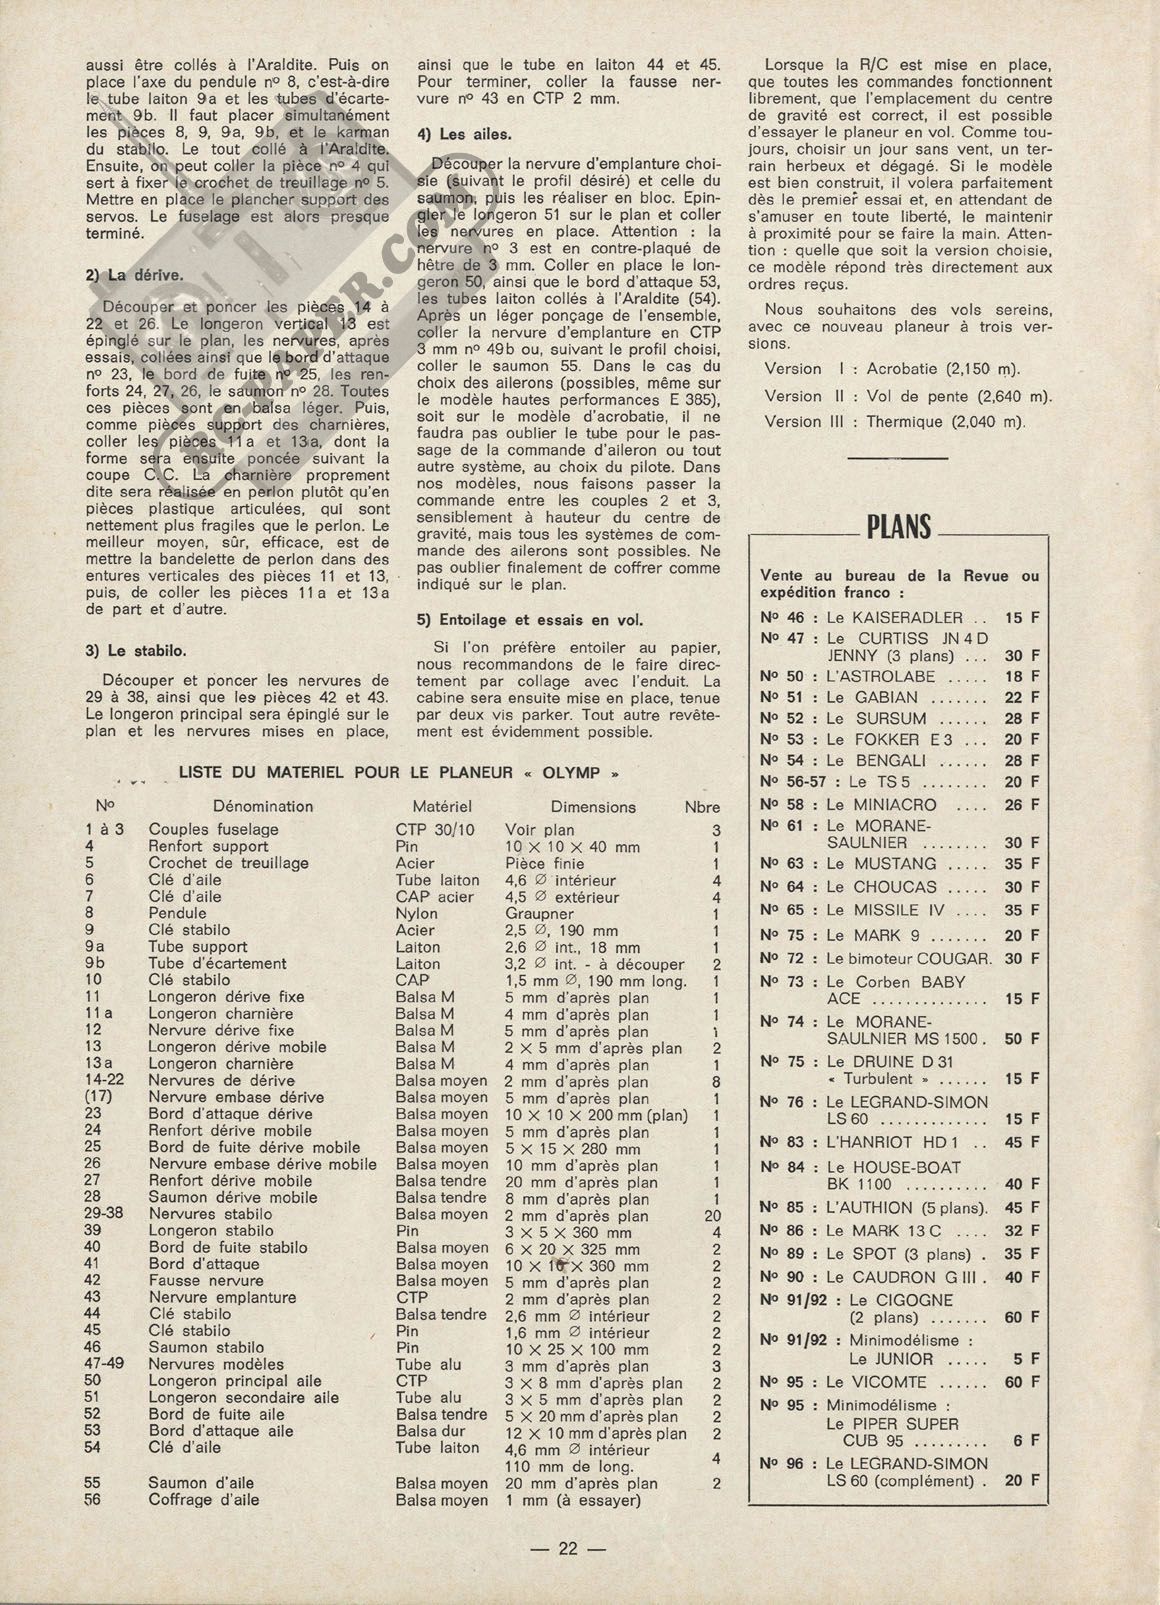 aussi être collés à l'Araldite. Puis on
place l'axe du pendule nº 8, c'est-à-dire
le tube laiton 9a et les tubes d'écarte-
ment 9b. Il faut placer simultanément
les pièces 8, 9, 9a, 9b, et le karman
du stabilo. Le tout collé à l'Araldite.
Ensuite, on peut coller la pièce nº 4 qui
sert à fixer le crochet de treuillage nº 5.
Mettre en place le plancher support des
servos. Le fuselage est alors presque
terminé.
2) La dérive.
Découper et poncer les pièces 14 à
22 et 26. Le longeron vertical 13 est
épinglé sur le plan, les nervures, après
essais, collées ainsi que le bord d'attaque
nº 23, le bord de fuite nº 25, les ren-
forts 24, 27, 26, le saumon nº 28. Toutes
ces pièces sont en balsa léger. Puis,
comme pièces support des charnières,
coller les pièces 11a et 13a, dont la
forme sera ensuite poncée suivant la
coupe C.C. La charnière proprement
dite sera réalisée en perlon plutôt qu'en
pièces plastique articulées, qui sont
nettement plus fragiles que le perlon. Le
meilleur moyen, sûr, efficace, est de
mettre la bandelette de perlon dans des
entures verticales des pièces 11 et 13,
puis, de coller les pièces 11a et 13a
de part et d'autre.
3) Le stabilo.
Découper et poncer les nervures de
29 à 38, ainsi que les pièces 42 et 43.
Le longeron principal sera épinglé sur le
plan et les nervures mises en place,
ainsi que le tube en laiton 44 et 45.
Pour terminer, coller la fausse ner-
vure nº 43 en CTP 2 mm.
4) Les ailes.
Découper la nervure d'emplanture choi-
sie (suivant le profil désiré) et celle du
saumon, puis les réaliser en bloc. Epin-
gler le longeron 51 sur le plan et coller
les nervures en place. Attention : la
nervure nº 3 est en contre-plaqué de
hêtre de 3 mm. Coller en place le lon-
geron 50, ainsi que le bord d'attaque 53,
les tubes laiton collés à l'Araldite (54).
Après un léger ponçage de l'ensemble,
coller la nervure d'emplanture en CTP
3 mm nº 49b ou, suivant le profil choisi,
coller le saumon 55. Dans le cas du
choix des ailerons (possibles, même sur
le modèle hautes performances E 385),
soit sur le modèle d'acrobatie, il ne
faudra pas oublier le tube pour le pas-
sage de la commande d'aileron ou tout
autre système, au choix du pilote. Dans
nos modèles, nous faisons passer la
commande entre les couples 2 et 3,
sensiblement à hauteur du centre de
gravité, mais tous les systèmes de com-
mande des ailerons sont possibles. Ne
pas oublier finalement de coffrer comme
indiqué sur le plan.
5) Entoilage et essais en vol.
Si l'on préfère entoiler au papier,
nous recommandons de le faire direc-
tement par collage avec l'enduit. La
cabine sera ensuite mise en place, tenue
par deux vis parker. Tout autre revête-
ment est évidemment possible.
Lorsque la R/C est mise en place,
que toutes les commandes fonctionnent
librement, que l'emplacement du centre
de gravité est correct, il est possible
d'essayer le planeur en vol. Comme tou-
jours, choisir un jour sans vent, un ter-
rain herbeux et dégagé. Si le modèle
est bien construit, il volera parfaitement
dès le premier essai et, en attendant de
s'amuser en toute liberté, le maintenir
à proximité pour se faire la main. Atten-
tion : quelle que soit la version choisie,
ce modèle répond très directement aux
ordres reçus.
Nous souhaitons des vols sereins,
avec ce nouveau planeur à trois ver-
sions.
Version I : Acrobatie (2,150 m).
Version II : Vol de pente (2,640 m).
Version III : Thermique (2,040 m).
RC-PAPER.COM
LISTE DU MATERIEL POUR LE PLANEUR « OLYMP »
Nº Dénomination Matériel Dimensions Nbre
1 à 3 Couples fuselage CTP 30/10 Voir plan 3
4 Renfort support Pin 10 × 10 × 40 mm 1
5 Crochet de treuillage Acier Pièce finie 1
6 Clé d'aile Tube laiton 4,6 ∅ intérieur 4
7 Clé d'aile CAP acier 4,5 ∅ extérieur 4
8 Pendule Nylon Graupner 1
9 Clé stabilo Acier 2,5 ∅, 190 mm 1
9a Tube support Laiton 2,6 ∅ int., 18 mm 1
9b Tube d'écartement Laiton 3,2 ∅ int. - à découper 2
10 Clé stabilo CAP 1,5 mm ∅, 190 mm long. 1
11 Longeron dérive fixe Balsa M 5 mm d'après plan 1
11a Longeron charnière Balsa M 4 mm d'après plan 1
12 Nervure dérive fixe Balsa M 5 mm d'après plan 1
13 Longeron dérive mobile Balsa M 2 × 5 mm d'après plan 2
13a Longeron charnière Balsa M 4 mm d'après plan 1
14-22 Nervures de dérive Balsa moyen 2 mm d'après plan 8
(17) Nervure embase dérive Balsa moyen 5 mm d'après plan 1
23 Bord d'attaque dérive Balsa moyen 10 × 10 × 200 mm (plan) 1
24 Renfort dérive mobile Balsa moyen 5 mm d'après plan 1
25 Bord de fuite dérive mobile Balsa moyen 5 × 15 × 280 mm 1
26 Nervure embase dérive mobile Balsa moyen 10 mm d'après plan 1
27 Renfort dérive mobile Balsa tendre 20 mm d'après plan 1
28 Saumon dérive mobile Balsa tendre 8 mm d'après plan 1
29-38 Nervures stabilo Balsa moyen 2 mm d'après plan 20
39 Longeron stabilo Pin 3 × 5 × 360 mm 4
40 Bord de fuite stabilo Balsa moyen 6 × 20 × 325 mm 2
41 Bord d'attaque Balsa moyen 10 × 10 × 360 mm 2
42 Fausse nervure Balsa moyen 5 mm d'après plan 2
43 Nervure emplanture CTP 2 mm d'après plan 2
44 Clé stabilo Balsa tendre 2,6 mm ∅ intérieur 2
45 Clé stabilo Pin 1,6 mm ∅ intérieur 2
46 Saumon stabilo Pin 10 × 25 × 100 mm 2
47-49 Nervures modèles Tube alu 3 mm d'après plan 3
50 Longeron principal aile CTP 3 × 8 mm d'après plan 2
51 Longeron secondaire aile Tube alu 3 × 5 mm d'après plan 2
52 Bord de fuite aile Balsa tendre 5 × 20 mm d'après plan 2
53 Bord d'attaque aile Balsa dur 12 × 10 mm d'après plan 2
54 Clé d'aile Tube laiton 4,6 mm ∅ intérieur
110 mm de long. 4
55 Saumon d'aile Balsa moyen 20 mm d'après plan 2
56 Coffrage d'aile Balsa moyen 1 mm (à essayer)
PLANS
Vente au bureau de la Revue ou
expédition franco :
Nº 46 : Le KAISERADLER .. 15 F
Nº 47 : Le CURTISS JN 4 D
JENNY (3 plans) ... 30 F
Nº 50 : L'ASTROLABE ..... 18 F
Nº 51 : Le GABIAN ....... 22 F
Nº 52 : Le SURSUM ...... 28 F
Nº 53 : Le FOKKER E 3 ... 20 F
Nº 54 : Le BENGALI ...... 28 F
Nº 56-57 : Le TS 5 ........ 20 F
Nº 58 : Le MINIACRO .... 26 F
Nº 61 : Le MORANE-
SAULNIER ........ 30 F
Nº 63 : Le MUSTANG ..... 35 F
Nº 64 : Le CHOUCAS ..... 30 F
Nº 65 : Le MISSILE IV .... 35 F
Nº 75 : Le MARK 9 ....... 20 F
Nº 72 : Le bimoteur COUGAR. 30 F
Nº 73 : Le Corben BABY
ACE .............. 15 F
Nº 74 : Le MORANE-
SAULNIER MS 1500. 50 F
Nº 75 : Le DRUINE D 31
« Turbulent » ...... 15 F
Nº 76 : Le LEGRAND-SIMON
LS 60 ............. 15 F
Nº 83 : L'HANRIOT HD 1 .. 45 F
Nº 84 : Le HOUSE-BOAT
BK 1100 .......... 40 F
Nº 85 : L'AUTHION (5 plans). 45 F
Nº 86 : Le MARK 13 C .... 32 F
Nº 89 : Le SPOT (3 plans) . 35 F
Nº 90 : Le CAUDRON G III . 40 F
Nº 91/92 : Le CIGOGNE
(2 plans) ....... 60 F
Nº 91/92 : Minimodélisme :
Le JUNIOR ..... 5 F
Nº 95 : Le VICOMTE ...... 60 F
Nº 95 : Minimodélisme :
Le PIPER SUPER
CUB 95 ......... 6 F
Nº 96 : Le LEGRAND-SIMON
LS 60 (complément) . 20 F
— 22 —